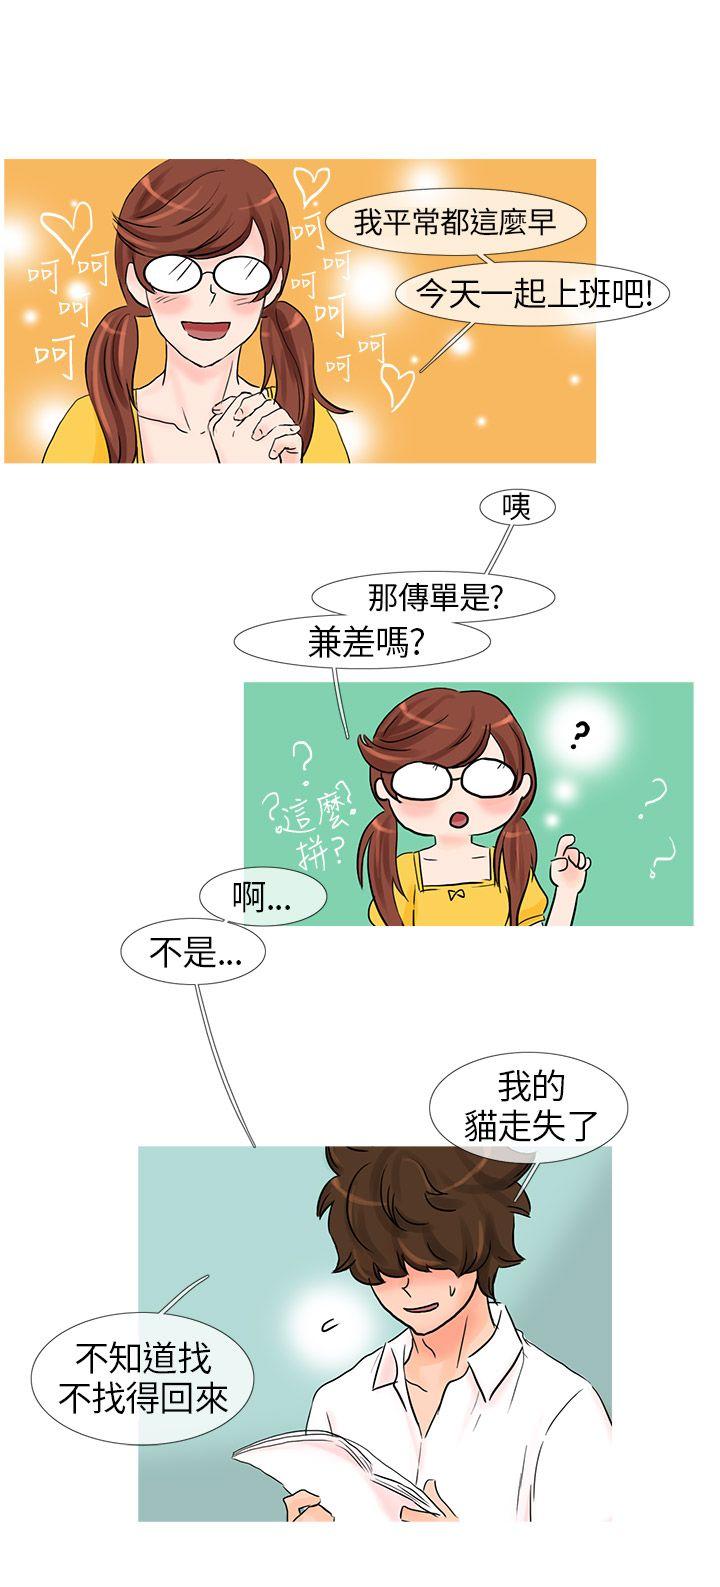 我平常都這麼早
今天一起上班吧!
呵
呵
呵
呵
呵
呵
呵
呵
呵
呵
咦
那傳單是?
兼差嗎?
?
?
?
這麼?
拼?
?
?
啊...
不是...
我的
貓走失了
不知道找
不找得回來